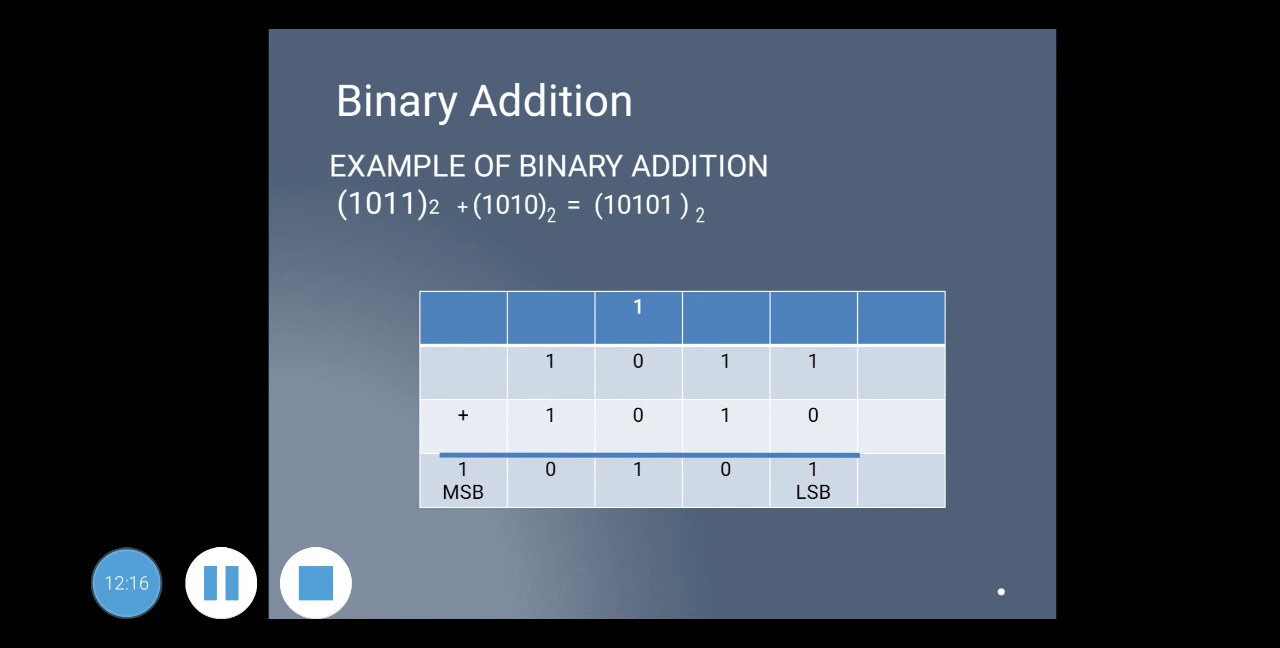 Binary Addition
EXAMPLE OF BINARY ADDITION
(1011)2 +(1010)2 = (10101 ) 2
1
1 0 1 1
+ 1 0 1 0
1 0 1 0 1
MSB LSB
12:16